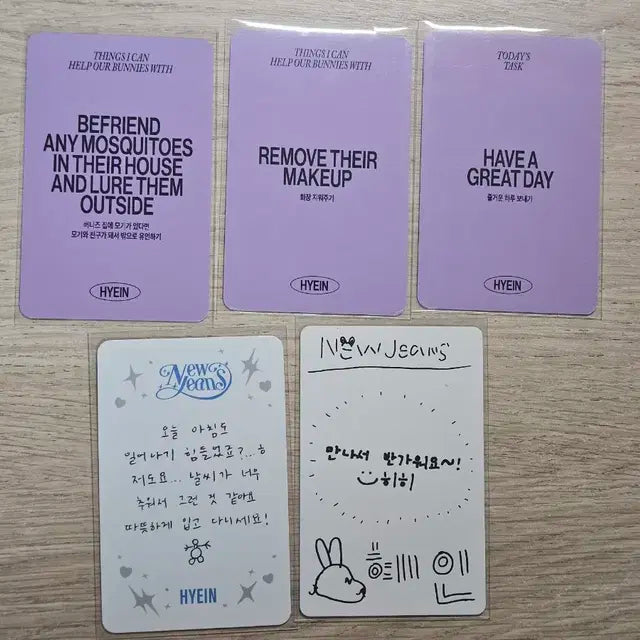 THINGS I CAN
HELP OUR BUNNIES WITH
BEFRIEND
ANY MOSQUITOES
IN THEIR HOUSE
AND LURE THEM
OUTSIDE
버니즈 집에 모기가 있다면
모기와 친구가 돼서 밖으로 유인하기
HYEIN
THINGS I CAN
HELP OUR BUNNIES WITH
REMOVE THEIR
MAKEUP
화장 지워주기
HYEIN
TODAY'S
TASK
HAVE A
GREAT DAY
즐거운 하루 보내기
HYEIN
New
Jeans
오늘 아침도
일어나기 힘들었죠?...ㅎ
저도요... 날씨가 너무
추워서 그런 것 같아요
따뜻하게 입고 다니세요!
HYEIN
NEWJEANS
만나서 반가워요~!
히히